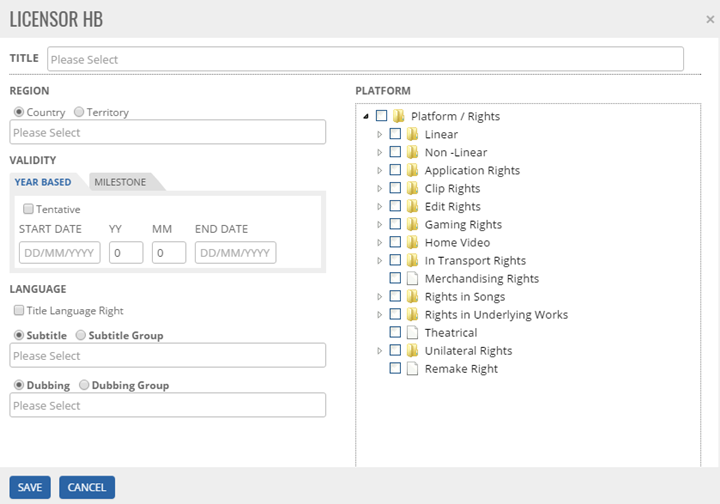 LICENSOR HB
×
TITLE
Please Select
REGION
Country Territory
Please Select
VALIDITY
YEAR BASED MILESTONE
Tentative
START DATE YY MM END DATE
DD/MM/YYYY 0 0 DD/MM/YYYY
LANGUAGE
Title Language Right
Subtitle Subtitle Group
Please Select
Dubbing Dubbing Group
Please Select
PLATFORM
Platform / Rights
Linear
Non -Linear
Application Rights
Clip Rights
Edit Rights
Gaming Rights
Home Video
In Transport Rights
Merchandising Rights
Rights in Songs
Rights in Underlying Works
Theatrical
Unilateral Rights
Remake Right
SAVE CANCEL